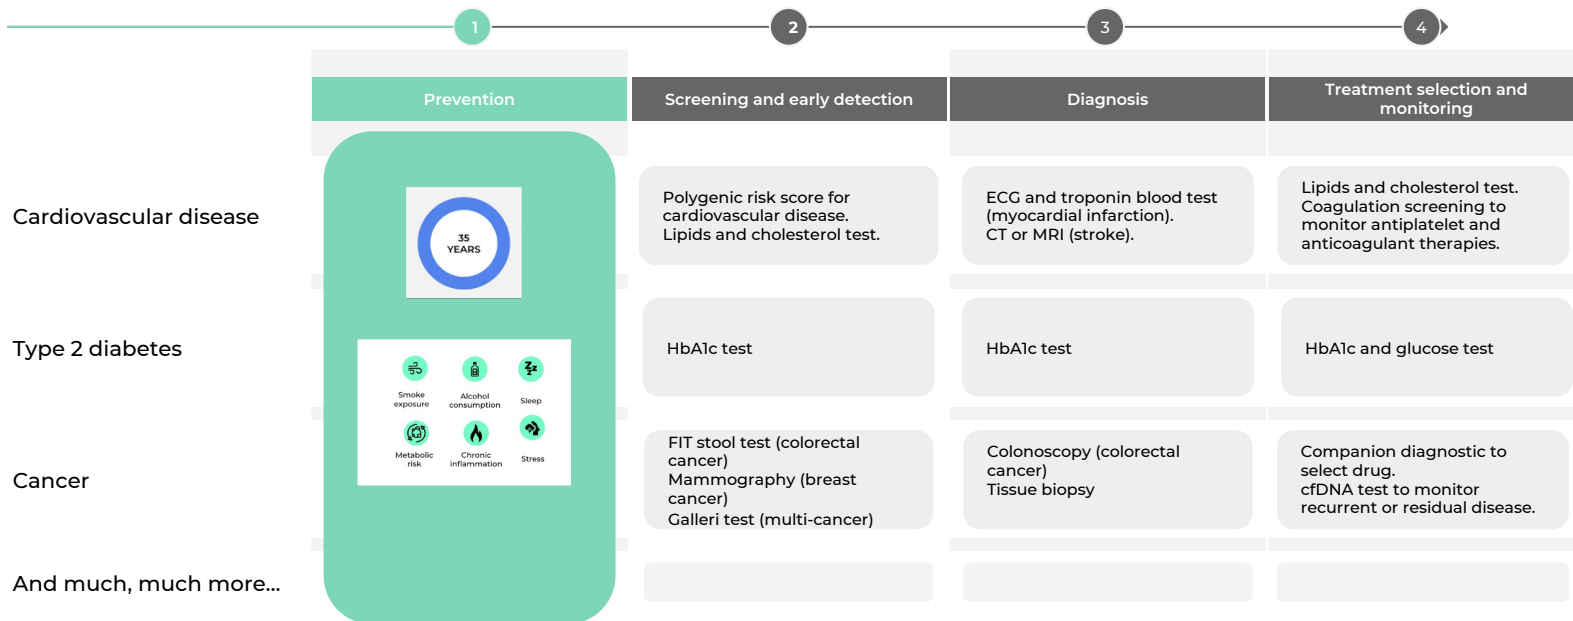 1
2
3
4
Prevention
Screening and early detection
Diagnosis
Treatment selection and
monitoring
Cardiovascular disease
35
YEARS
Polygenic risk score for
cardiovascular disease.
Lipids and cholesterol test.
ECG and troponin blood test
(myocardial infarction).
CT or MRI (stroke).
Lipids and cholesterol test.
Coagulation screening to
monitor antiplatelet and
anticoagulant therapies.
Type 2 diabetes
HbA1c test
HbA1c test
HbA1c and glucose test
Smoke
exposure
Alcohol
consumption
Zzz
Sleep
Metabolic
risk
Chronic
inflammation
Stress
Cancer
FIT stool test (colorectal
cancer)
Mammography (breast
cancer)
Galleri test (multi-cancer)
Colonoscopy (colorectal
cancer)
Tissue biopsy
Companion diagnostic to
select drug.
cfDNA test to monitor
recurrent or residual disease.
And much, much more...